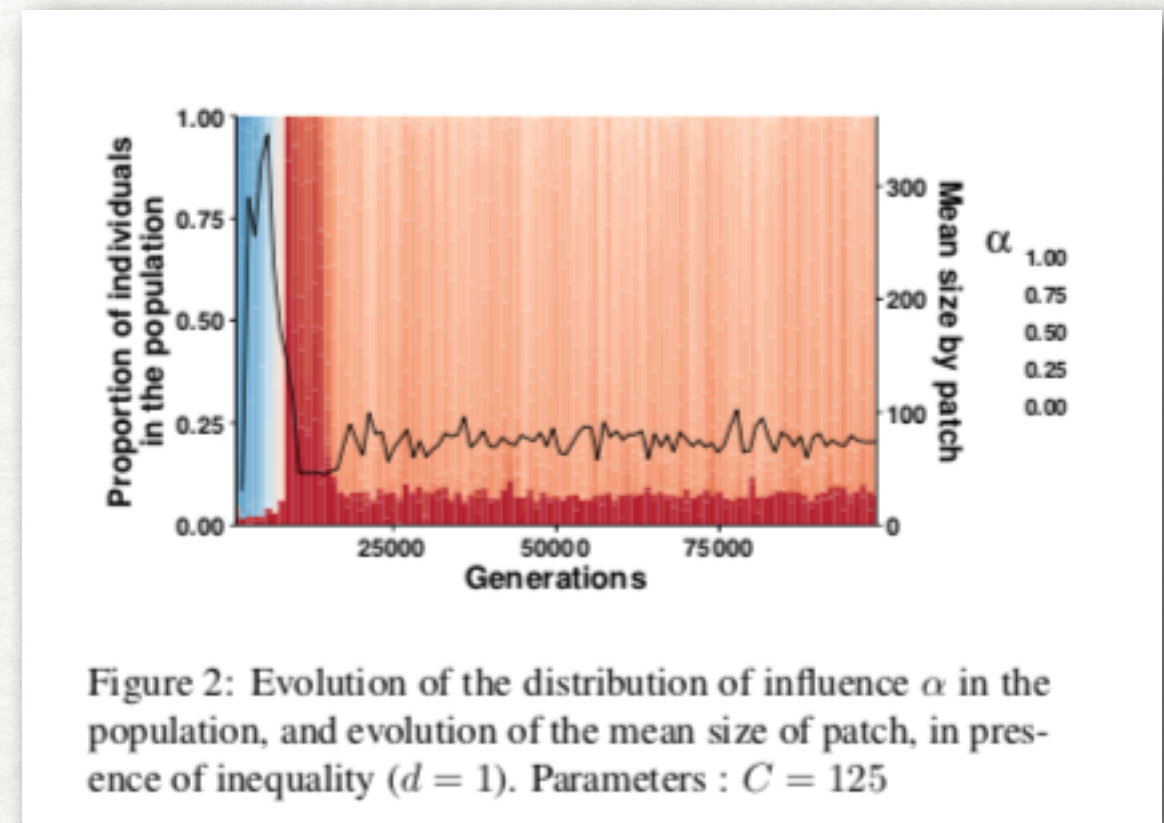 1.00
0.75
0.50
0.25
0.00
Proportion of individuals
in the population
25000 50000 75000
Generations
300
200
100
0
Mean size by patch
α
1.00
0.75
0.50
0.25
0.00
Figure 2: Evolution of the distribution of influence α in the
population, and evolution of the mean size of patch, in pres-
ence of inequality (d = 1). Parameters : C = 125